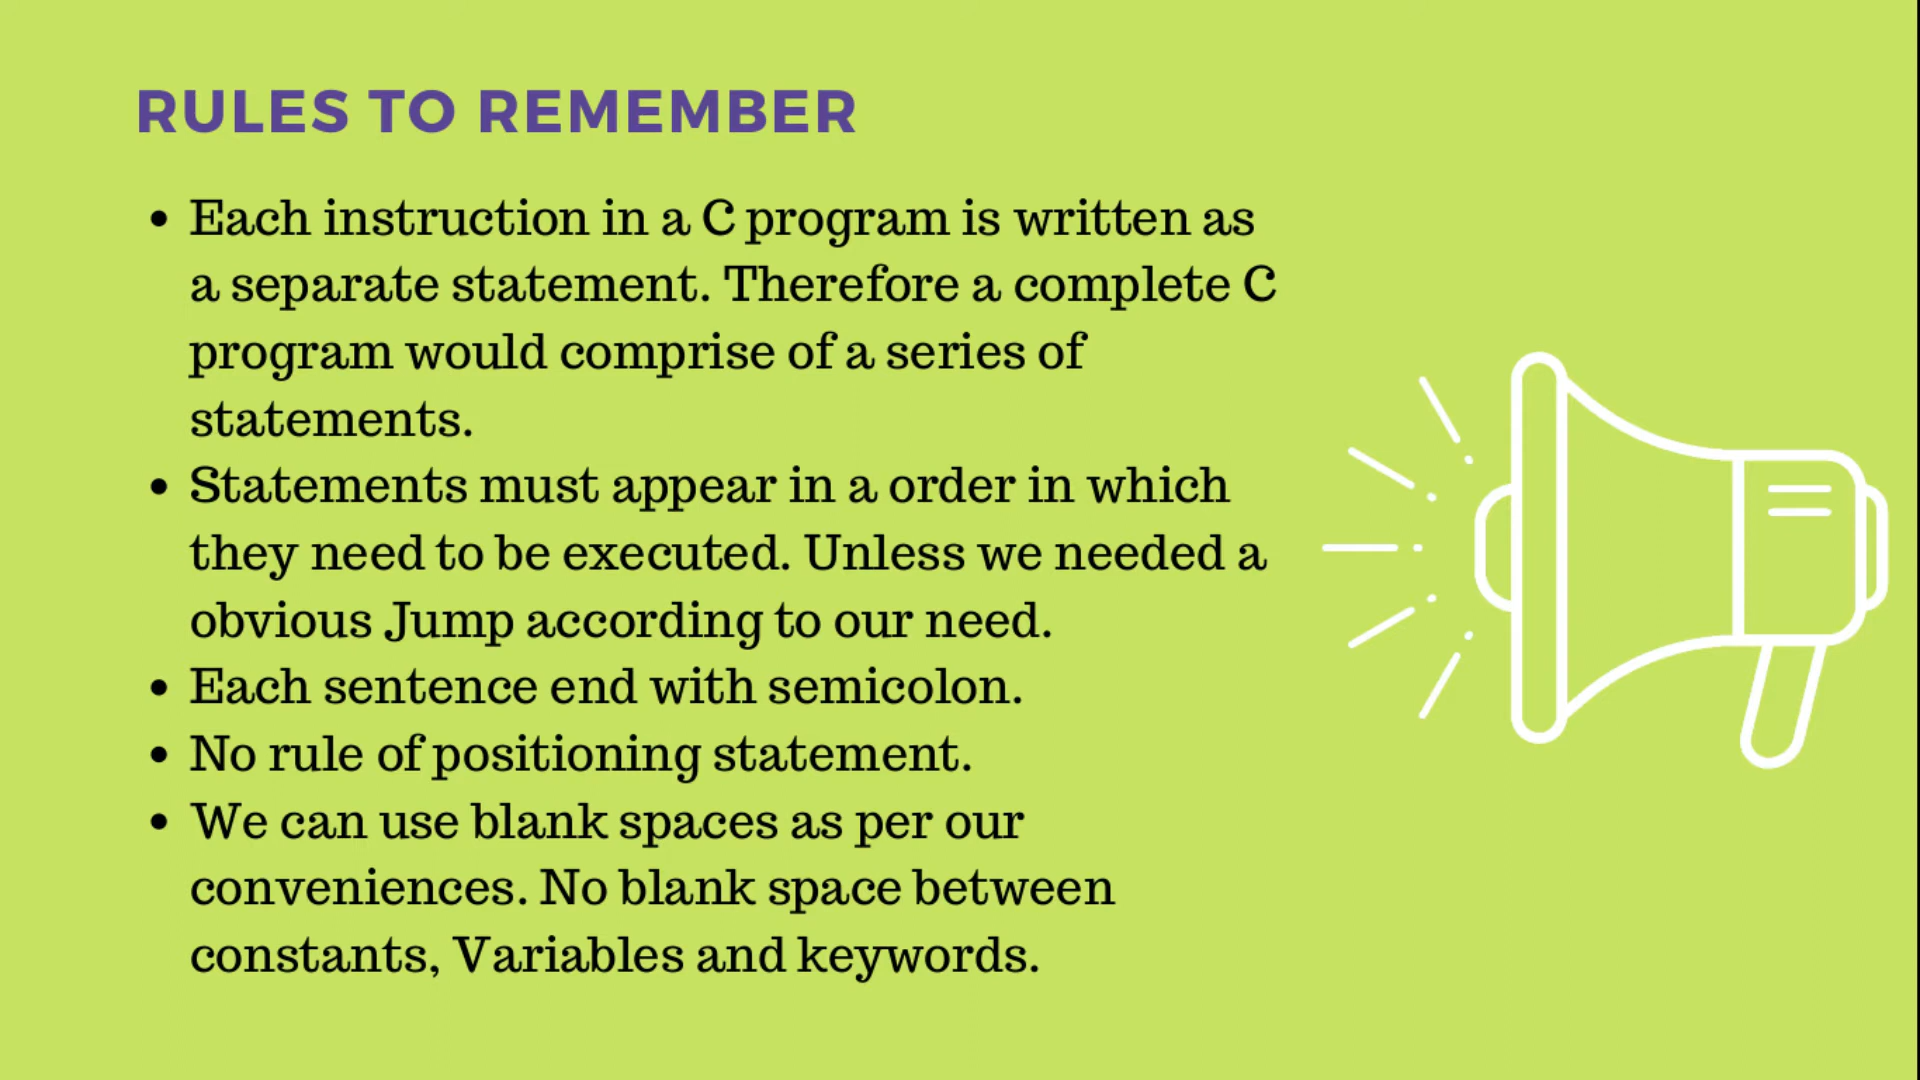 RULES TO REMEMBER
• Each instruction in a C program is written as
a separate statement. Therefore a complete C
program would comprise of a series of
statements.
• Statements must appear in a order in which
they need to be executed. Unless we needed a
obvious Jump according to our need.
• Each sentence end with semicolon.
• No rule of positioning statement.
• We can use blank spaces as per our
conveniences. No blank space between
constants, Variables and keywords.